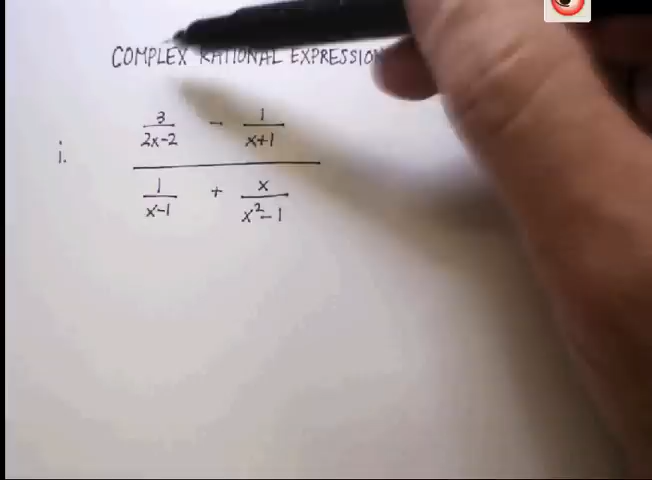 COMPLEX RATIONAL EXPRESSION
i.
3/(2x-2) - 1/(x+1)
1/(x-1) + x/(x²-1)